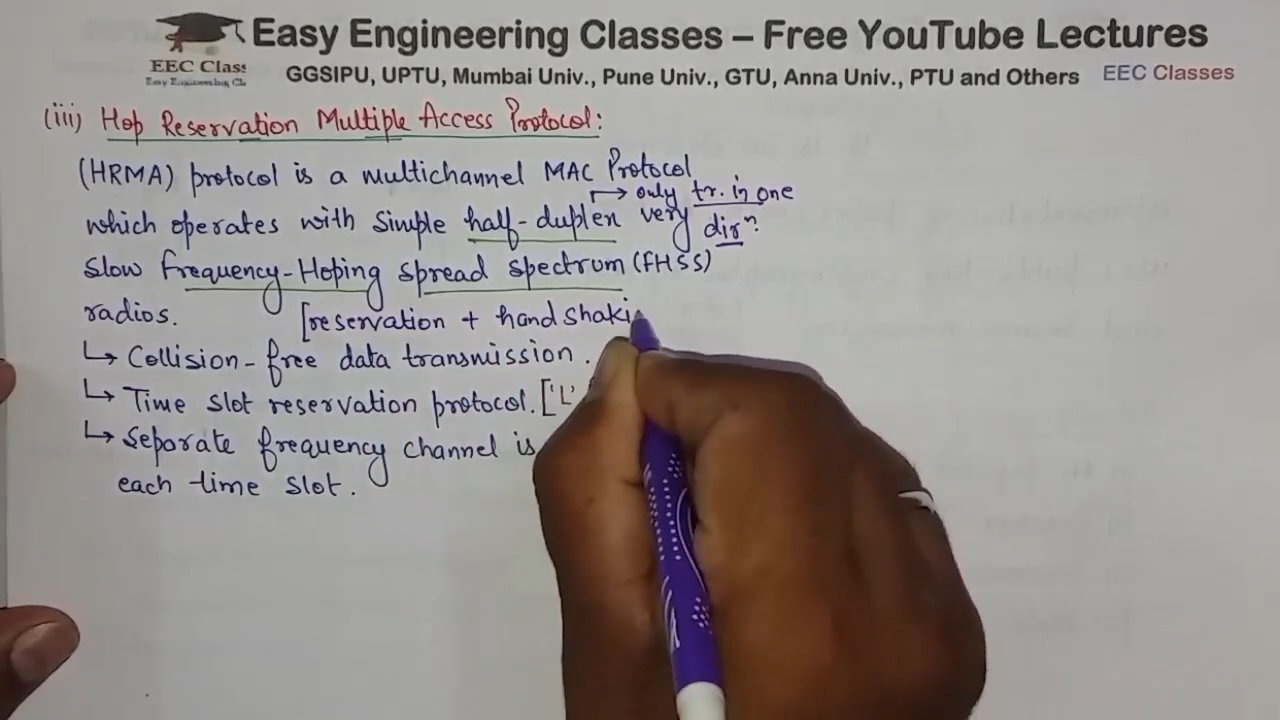 Easy Engineering Classes – Free YouTube Lectures
EEC Class
GGSIPU, UPTU, Mumbai Univ., Pune Univ., GTU, Anna Univ., PTU and Others EEC Classes
(iii) Hop Reservation Multiple Access Protocol:
(HRMA) protocol is a multichannel MAC Protocol
→ only tr. in one
which operates with simple half-duplex very dirⁿ.
slow frequency-Hoping spread spectrum (FHSS)
radios. [reservation + handshaki
↳ Collision-free data transmission.
↳ Time slot reservation protocol. ['L'
↳ Separate frequency channel is
each time slot.